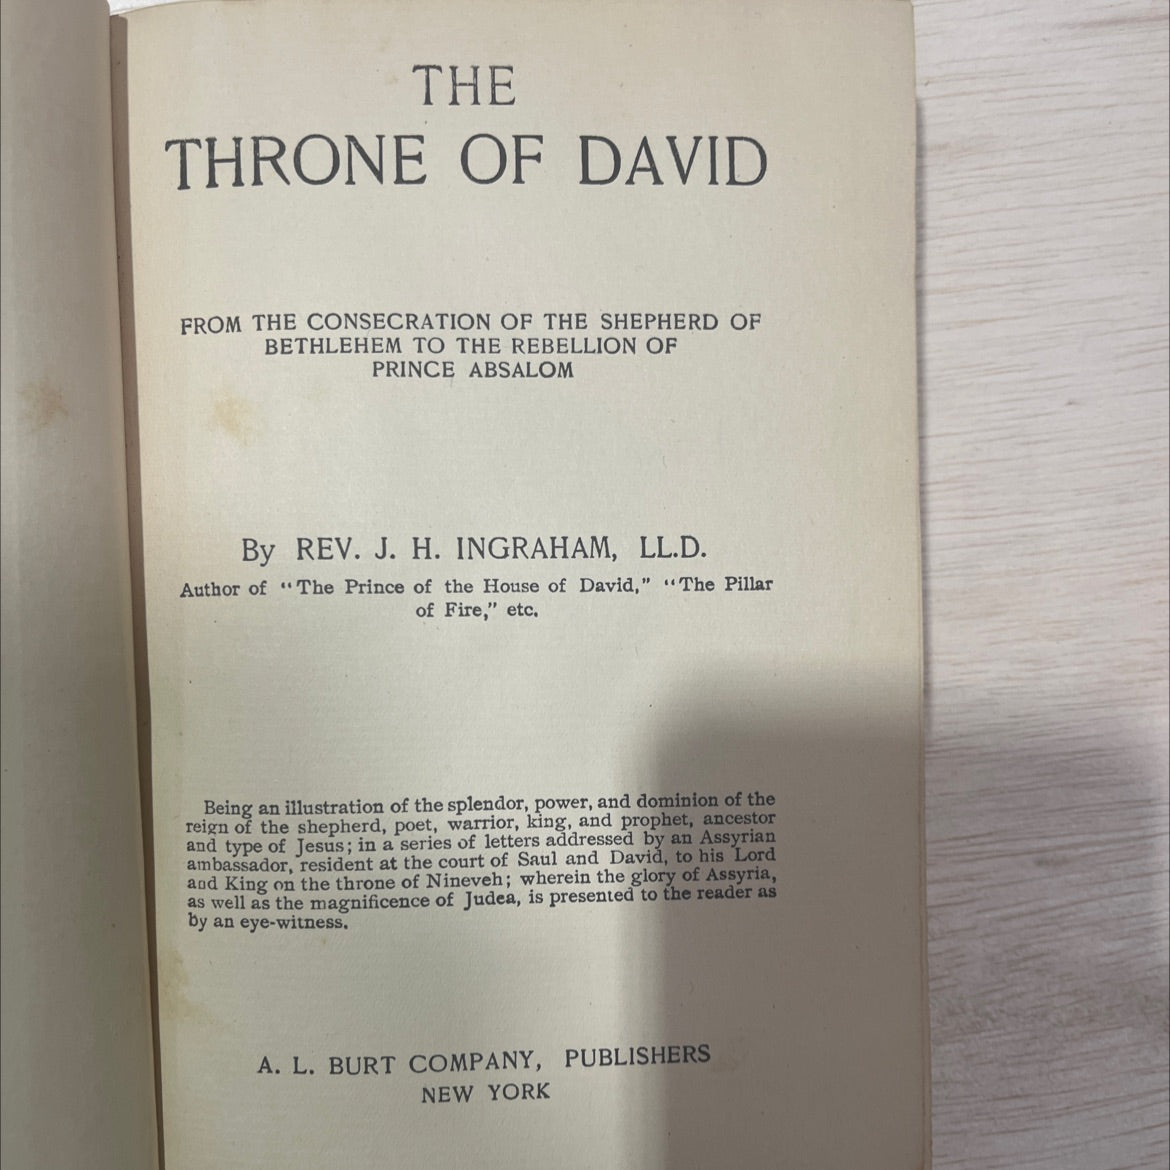 THE
THRONE OF DAVID
FROM THE CONSECRATION OF THE SHEPHERD OF
BETHLEHEM TO THE REBELLION OF
PRINCE ABSALOM
By REV. J. H. INGRAHAM, LL.D.
Author of "The Prince of the House of David," "The Pillar
of Fire," etc.
Being an illustration of the splendor, power, and dominion of the
reign of the shepherd, poet, warrior, king, and prophet, ancestor
and type of Jesus; in a series of letters addressed by an Assyrian
ambassador, resident at the court of Saul and David, to his Lord
and King on the throne of Nineveh; wherein the glory of Assyria,
as well as the magnificence of Judea, is presented to the reader as
by an eye-witness.
A. L. BURT COMPANY, PUBLISHERS
NEW YORK